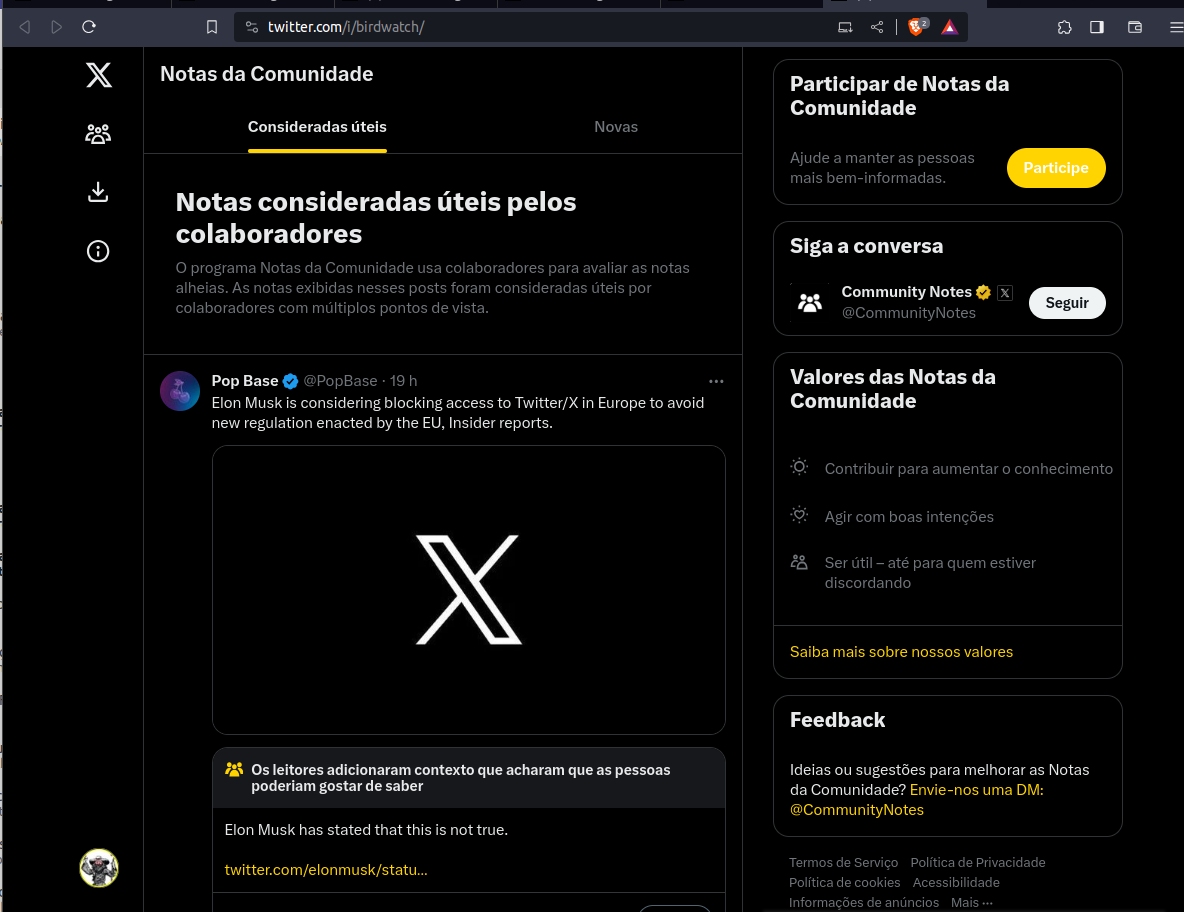 twitter.com/i/birdwatch/
2
Notas da Comunidade
Consideradas úteis
Novas
Notas consideradas úteis pelos
colaboradores
O programa Notas da Comunidade usa colaboradores para avaliar as notas
alheias. As notas exibidas nesses posts foram consideradas úteis por
colaboradores com múltiplos pontos de vista.
Pop Base @PopBase · 19 h
Elon Musk is considering blocking access to Twitter/X in Europe to avoid
new regulation enacted by the EU, Insider reports.
Os leitores adicionaram contexto que acharam que as pessoas
poderiam gostar de saber
Elon Musk has stated that this is not true.
twitter.com/elonmusk/statu...
Participar de Notas da
Comunidade
Ajude a manter as pessoas
mais bem-informadas.
Participe
Siga a conversa
Community Notes
@CommunityNotes
Seguir
Valores das Notas da
Comunidade
Contribuir para aumentar o conhecimento
Agir com boas intenções
Ser útil – até para quem estiver
discordando
Saiba mais sobre nossos valores
Feedback
Ideias ou sugestões para melhorar as Notas
da Comunidade? Envie-nos uma DM:
@CommunityNotes
Termos de Serviço Política de Privacidade
Política de cookies Acessibilidade
Informações de anúncios Mais ···